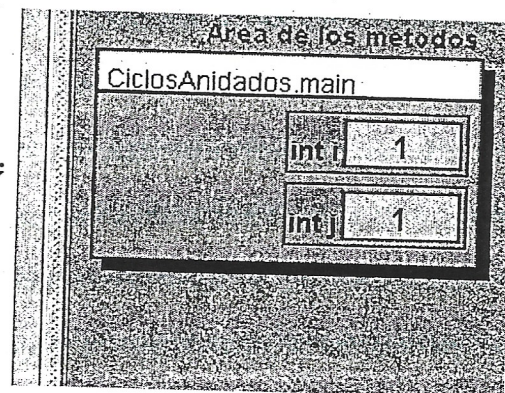 Área de los métodos
CiclosAnidados.main
int i 1
int j 1